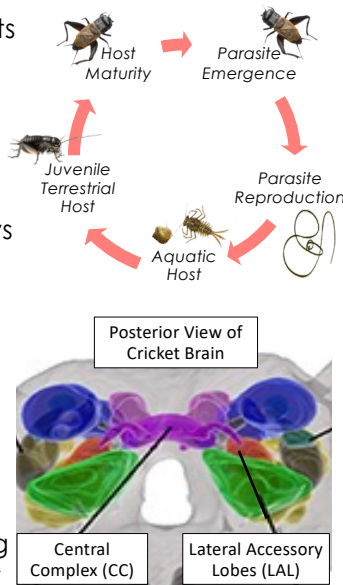 ts
Host
Maturity
Parasite
Emergence
Juvenile
Terrestrial
Host
Parasite
Reproduction
Aquatic
Host
Posterior View of
Cricket Brain
Central
Complex (CC)
Lateral Accessory
Lobes (LAL)